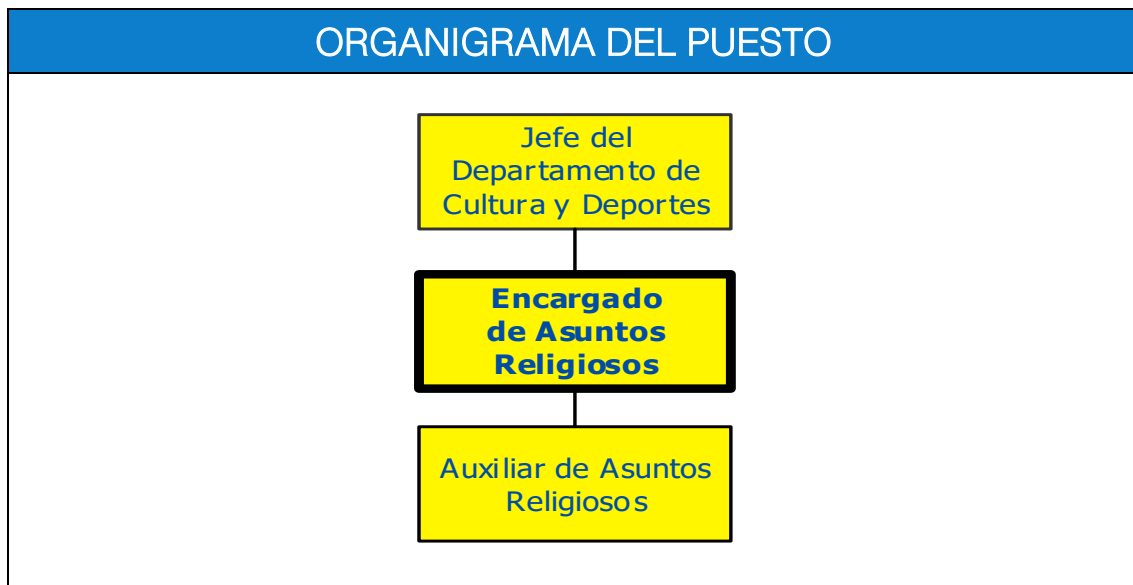 ORGANIGRAMA DEL PUESTO
Jefe del
Departamento de
Cultura y Deportes
Encargado
de Asuntos
Religiosos
Auxiliar de Asuntos
Religiosos